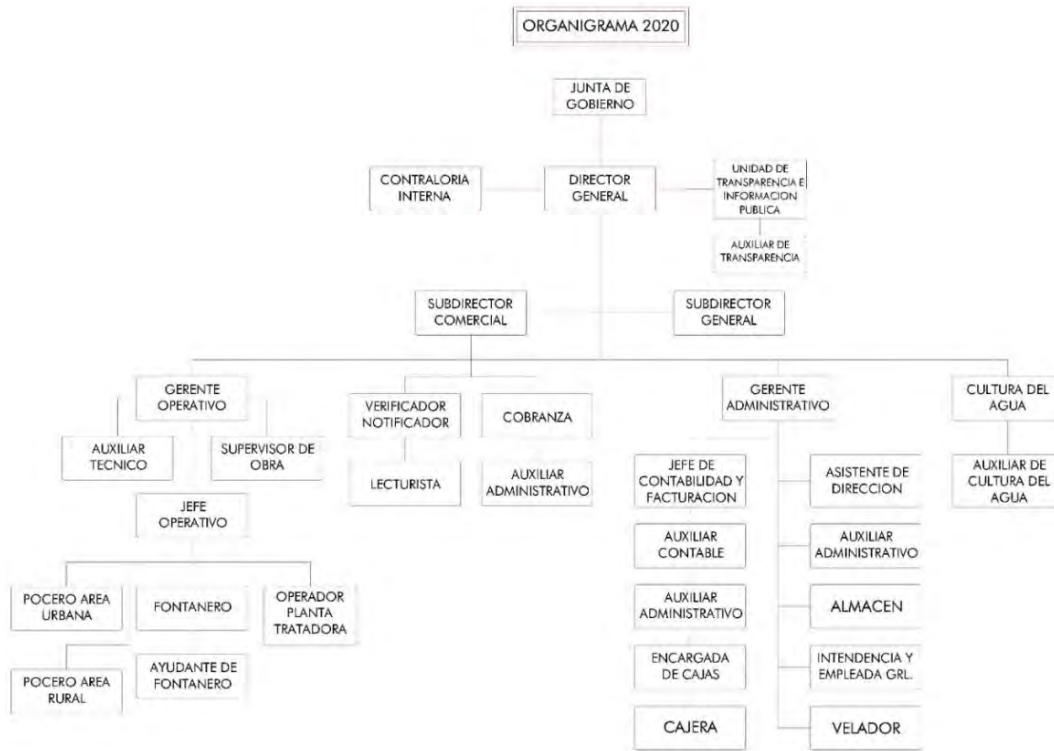 ORGANIGRAMA 2020
JUNTA DE
GOBIERNO
CONTRALORIA
INTERNA
DIRECTOR
GENERAL
UNIDAD DE
TRANSPARENCIA E
INFORMACION
PUBLICA
AUXILIAR DE
TRANSPARENCIA
SUBDIRECTOR
COMERCIAL
SUBDIRECTOR
GENERAL
GERENTE
OPERATIVO
AUXILIAR
TECNICO
SUPERVISOR DE
OBRA
JEFE
OPERATIVO
POCERO AREA
URBANA
FONTANERO
OPERADOR
PLANTA
TRATADORA
POCERO AREA
RURAL
AYUDANTE DE
FONTANERO
VERIFICADOR
NOTIFICADOR
COBRANZA
LECTURISTA
AUXILIAR
ADMINISTRATIVO
GERENTE
ADMINISTRATIVO
JEFE DE
CONTABILIDAD Y
FACTURACION
ASISTENTE DE
DIRECCION
AUXILIAR
CONTABLE
AUXILIAR
ADMINISTRATIVO
AUXILIAR
ADMINISTRATIVO
ALMACEN
ENCARGADA
DE CAJAS
INTENDENCIA Y
EMPLEADA GRL.
CAJERA
VELADOR
CULTURA DEL
AGUA
AUXILIAR DE
CULTURA DEL
AGUA